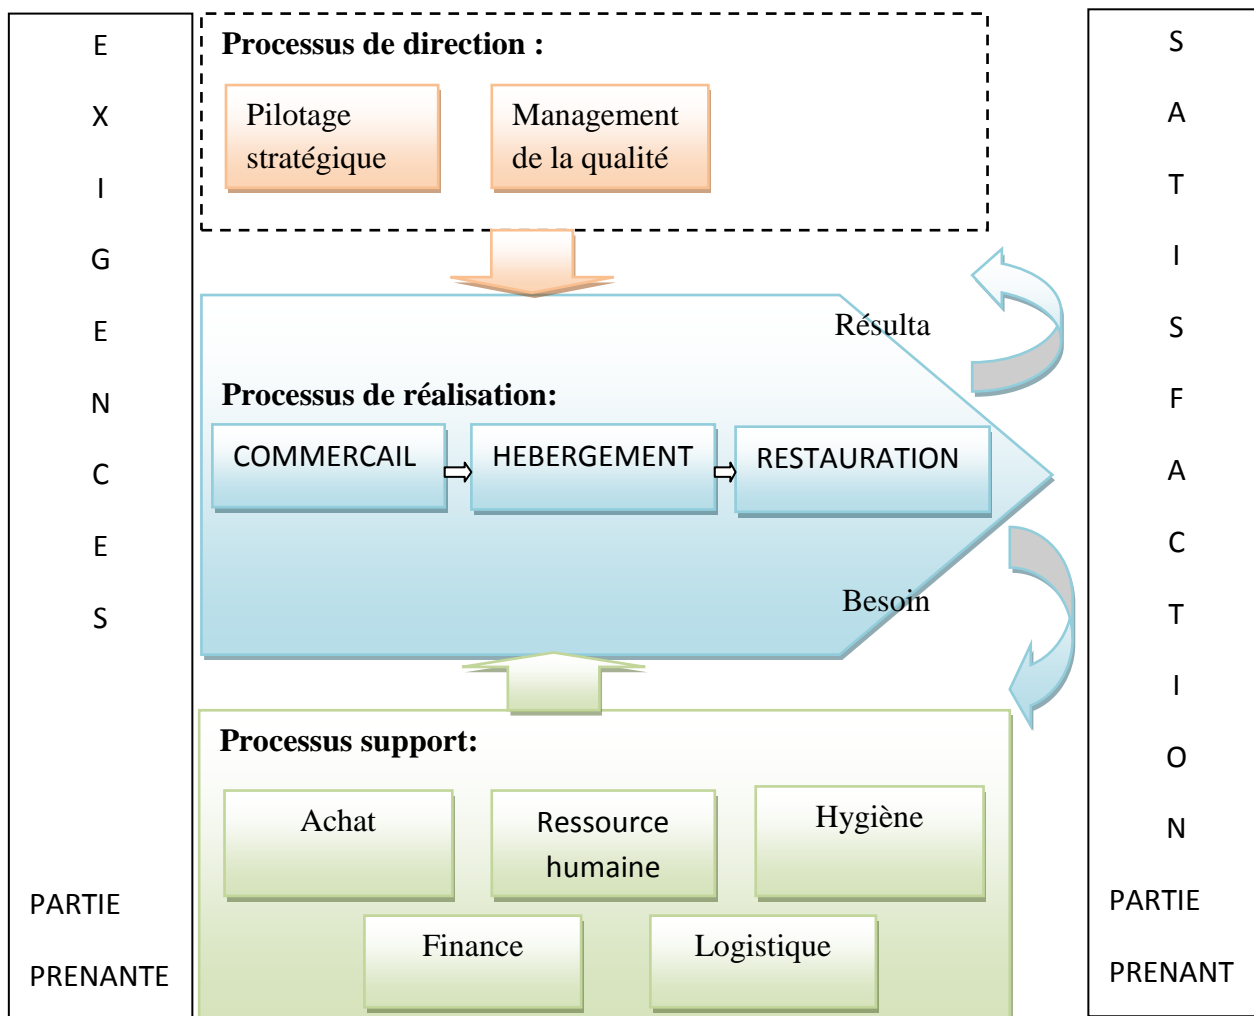 E
X
I
G
E
N
C
E
S
PARTIE
PRENANTE
Processus de direction :
Pilotage
stratégique
Management
de la qualité
Résulta
Processus de réalisation:
COMMERCAIL
HEBERGEMENT
RESTAURATION
Besoin
Processus support:
Achat
Ressource
humaine
Hygiène
Finance
Logistique
S
A
T
I
S
F
A
C
T
I
O
N
PARTIE
PRENANT